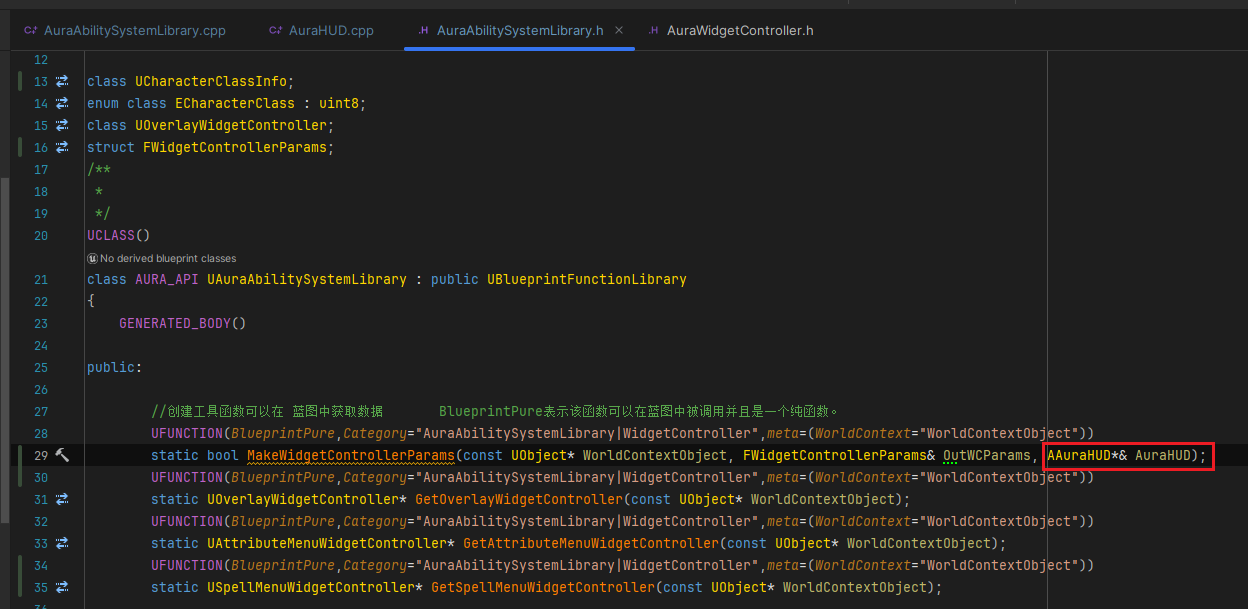 C+ AuraAbilitySystemLibrary.cpp C+ AuraHUD.cpp .H AuraAbilitySystemLibrary.h × .H AuraWidgetController.h
12
13 class UCharacterClassInfo;
14 enum class ECharacterClass : uint8;
15 class UOverlayWidgetController;
16 struct FWidgetControllerParams;
17 /**
18  *
19  */
20 UCLASS()
No derived blueprint classes
21 class AURA_API UAuraAbilitySystemLibrary : public UBlueprintFunctionLibrary
22 {
23 GENERATED_BODY()
24
25 public:
26
27 //创建工具函数可以在 蓝图中获取数据 BlueprintPure表示该函数可以在蓝图中被调用并且是一个纯函数。
28 UFUNCTION(BlueprintPure,Category="AuraAbilitySystemLibrary|WidgetController",meta=(WorldContext="WorldContextObject"))
29 static bool MakeWidgetControllerParams(const UObject* WorldContextObject, FWidgetControllerParams& OutWCParams, AAuraHUD*& AuraHUD);
30 UFUNCTION(BlueprintPure,Category="AuraAbilitySystemLibrary|WidgetController",meta=(WorldContext="WorldContextObject"))
31 static UOverlayWidgetController* GetOverlayWidgetController(const UObject* WorldContextObject);
32 UFUNCTION(BlueprintPure,Category="AuraAbilitySystemLibrary|WidgetController",meta=(WorldContext="WorldContextObject"))
33 static UAttributeMenuWidgetController* GetAttributeMenuWidgetController(const UObject* WorldContextObject);
34 UFUNCTION(BlueprintPure,Category="AuraAbilitySystemLibrary|WidgetController",meta=(WorldContext="WorldContextObject"))
35 static USpellMenuWidgetController* GetSpellMenuWidgetController(const UObject* WorldContextObject);